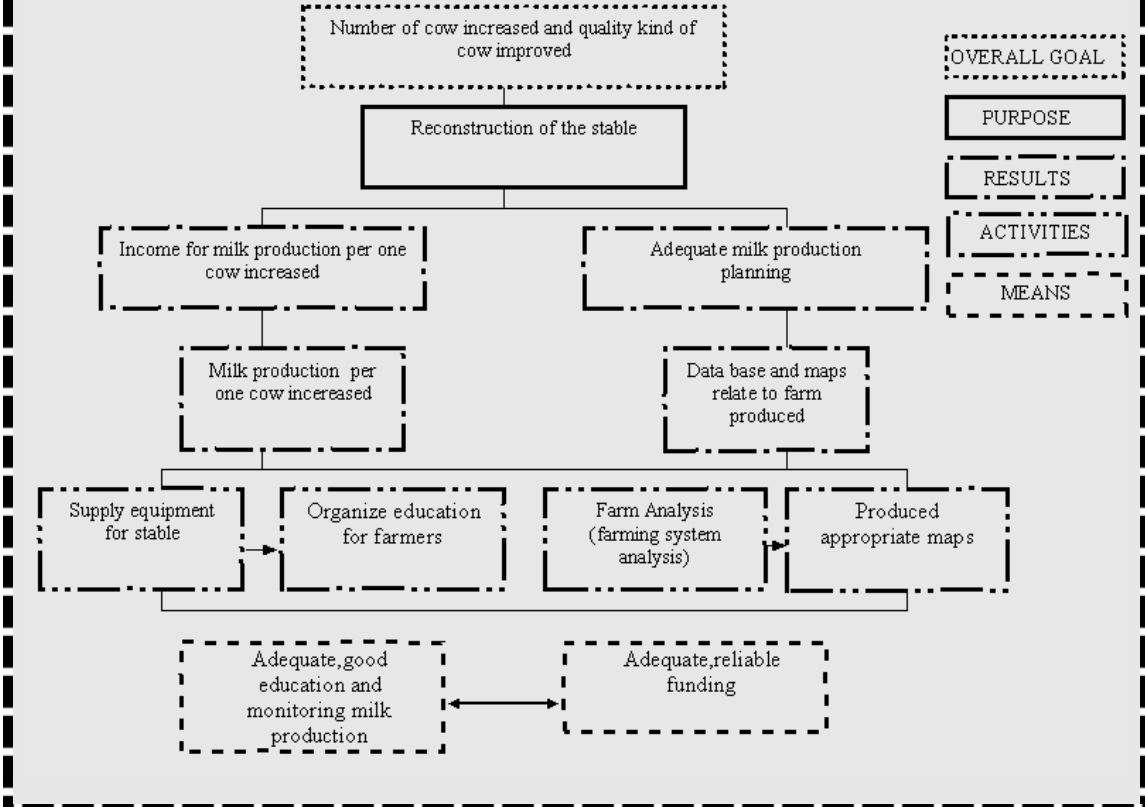 Number of cow increased and quality kind of
cow improved
OVERALL GOAL
Reconstruction of the stable
PURPOSE
RESULTS
Income for milk production per one
cow increased
Adequate milk production
planning
ACTIVITIES
MEANS
Milk production per
one cow incereased
Data base and maps
relate to farm
produced
Supply equipment
for stable
Organize education
for farmers
Farm Analysis
(farming system
analysis)
Produced
appropriate maps
Adequate,good
education and
monitoring milk
production
Adequate,reliable
funding